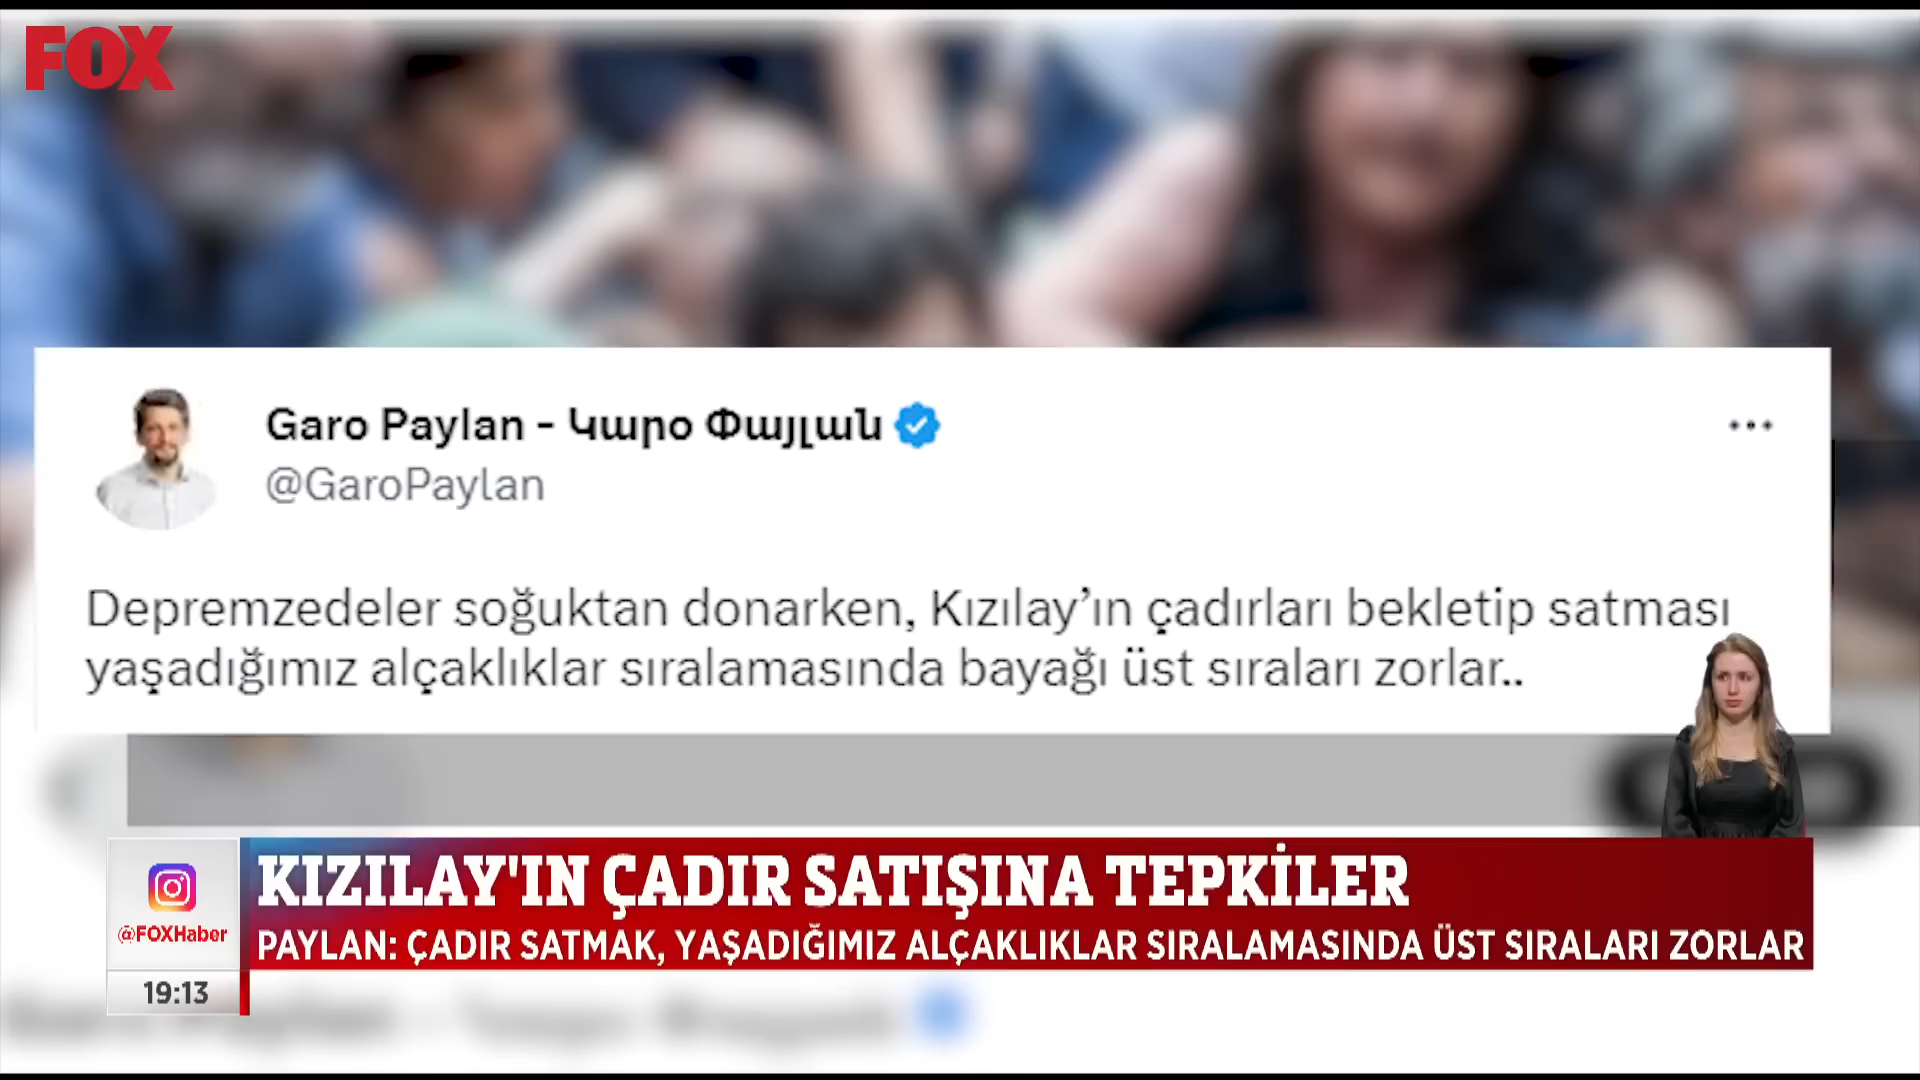 FOX
Garo Paylan - Կարօ Փայլան
@GaroPaylan
Depremzedeler soğuktan donarken, Kızılay’ın çadırları bekletip satması
yaşadığımız alçaklıklar sıralamasında bayağı üst sıraları zorlar..
KIZILAY'IN ÇADIR SATIŞINA TEPKİLER
@FOXHaber
PAYLAN: ÇADIR SATMAK, YAŞADIĞIMIZ ALÇAKLIKLAR SIRALAMASINDA ÜST SIRALARI ZORLAR
19:13